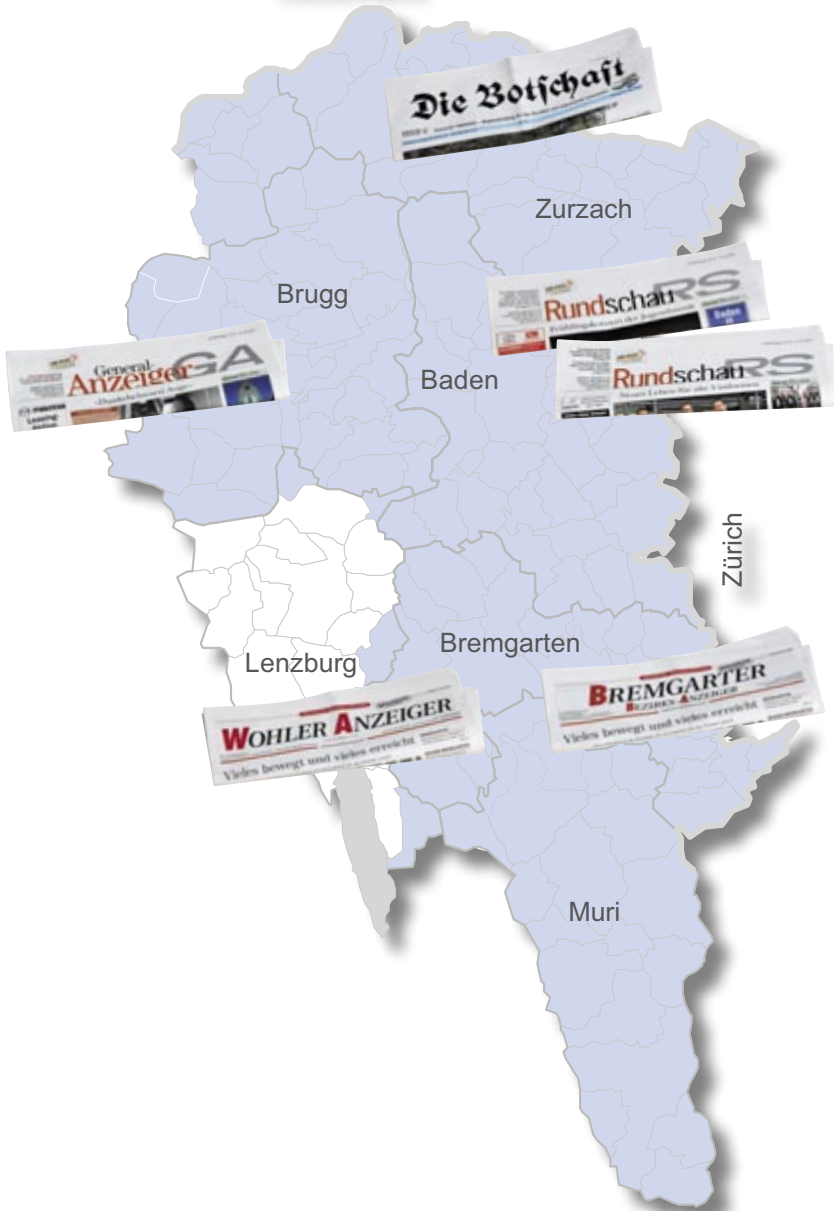 Die Botschaft
Zurzach
Brugg
Rundschau RS
Baden
General-
Anzeiger GA
Baden
Rundschau RS
Zürich
Bremgarten
Lenzburg
BREMGARTER
BEZIRKS-ANZEIGER
Vieles bewegt und vieles erreicht
WOHLER ANZEIGER
Vieles bewegt und vieles erreicht
Muri